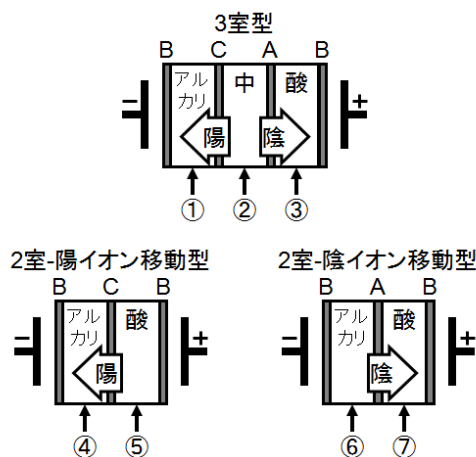 3室型
B C A B
アル
カリ
中
酸
− 陽 陰 +
① ② ③
2室-陽イオン移動型
B C B
アル
カリ
酸
− 陽 +
④ ⑤
2室-陰イオン移動型
B A B
アル
カリ
酸
− 陰 +
⑥ ⑦